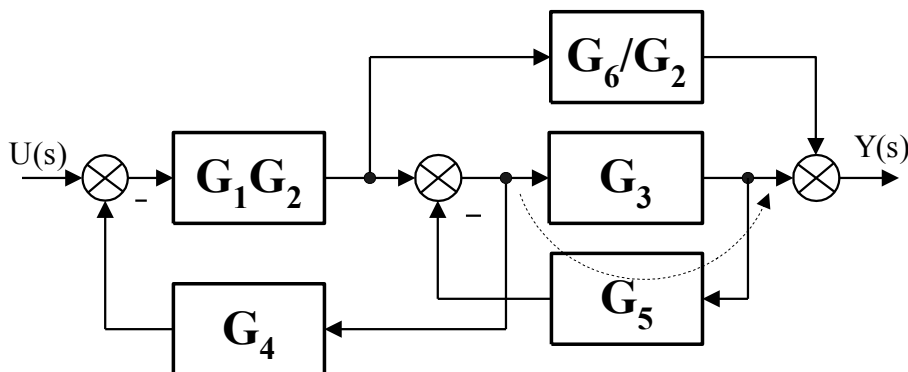 G₆/G₂
U(s)
Y(s)
G₁G₂
G₃
−
−
G₅
G₄